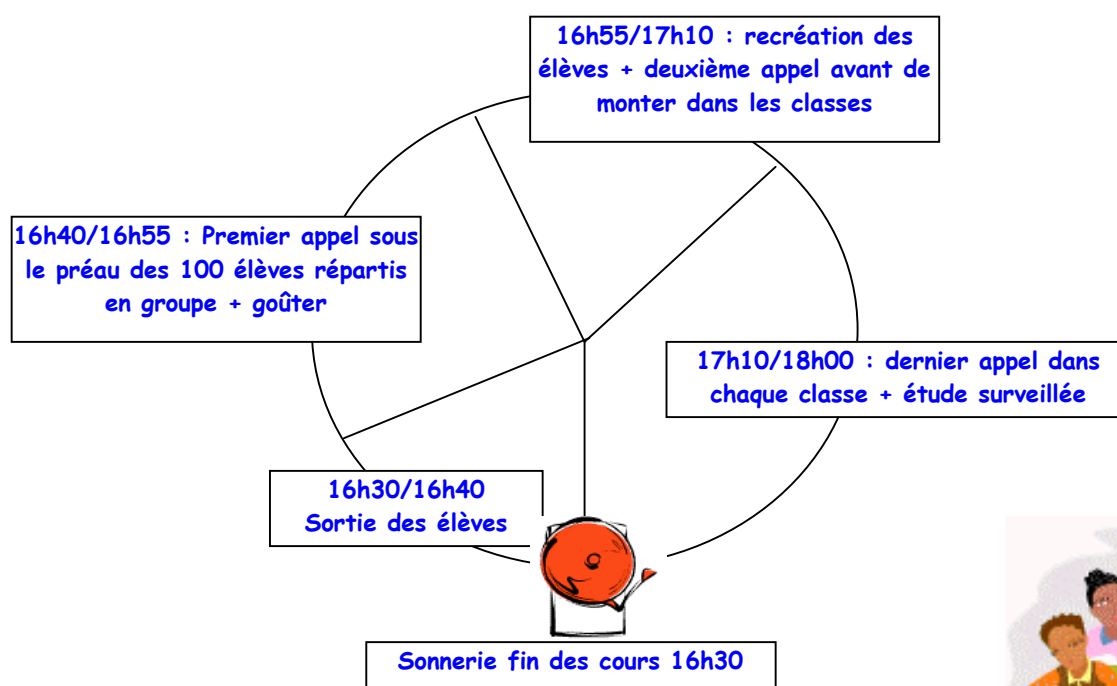 16h55/17h10 : recréation des
élèves + deuxième appel avant de
monter dans les classes
16h40/16h55 : Premier appel sous
le préau des 100 élèves répartis
en groupe + goûter
17h10/18h00 : dernier appel dans
chaque classe + étude surveillée
16h30/16h40
Sortie des élèves
Sonnerie fin des cours 16h30